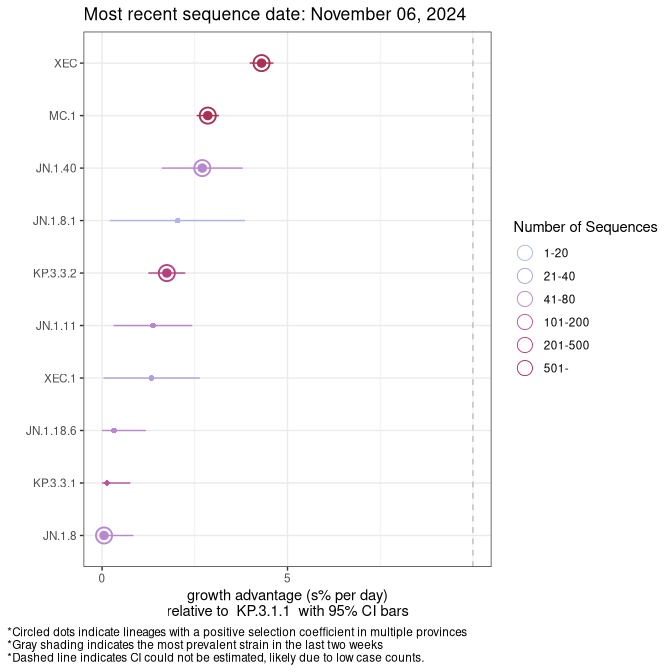 Most recent sequence date: November 06, 2024
XEC
MC.1
JN.1.40
JN.1.8.1
KP.3.3.2
JN.1.11
XEC.1
JN.1.18.6
KP.3.3.1
JN.1.8
0 5
growth advantage (s% per day)
relative to KP.3.1.1 with 95% CI bars
Number of Sequences
1-20
21-40
41-80
101-200
201-500
501-
*Circled dots indicate lineages with a positive selection coefficient in multiple provinces
*Gray shading indicates the most prevalent strain in the last two weeks
*Dashed line indicates CI could not be estimated, likely due to low case counts.